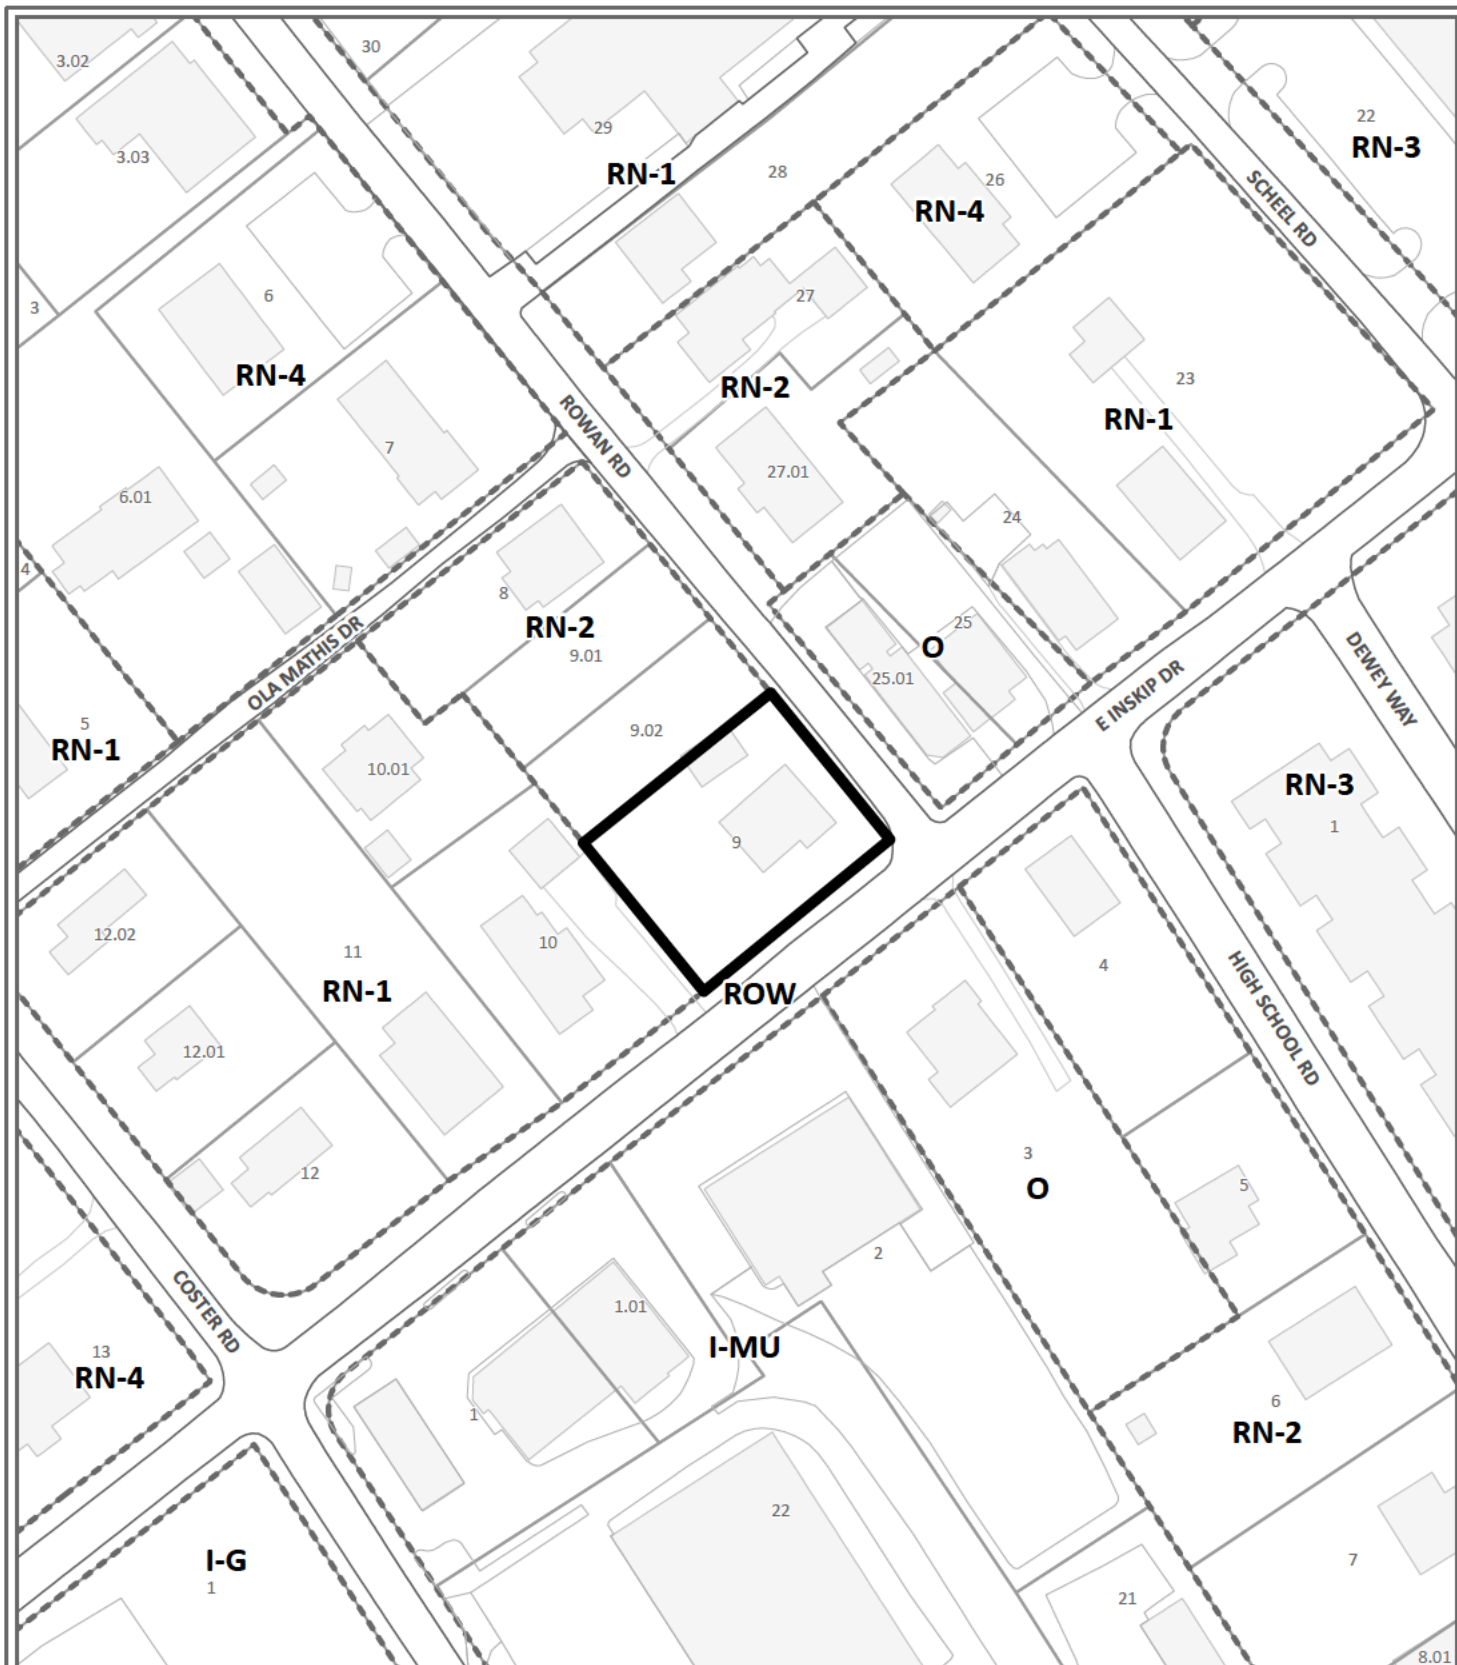 3.02
30
3.03
29
RN-1
28
26
RN-4
22
RN-3
SCHEEL RD
3
6
RN-4
27
RN-2
23
RN-1
ROWAN RD
7
6.01
27.01
24
4
8
RN-2
9.01
25
O
25.01
OLA MATHIS DR
E INSKIP DR
DEWEY WAY
5
RN-1
9.02
10.01
RN-3
1
9
12.02
10
11
RN-1
ROW
4
HIGH SCHOOL RD
12.01
12
3
O
5
2
COSTER RD
1.01
I-MU
13
RN-4
1
6
RN-2
22
I-G
1
7
21
8.01